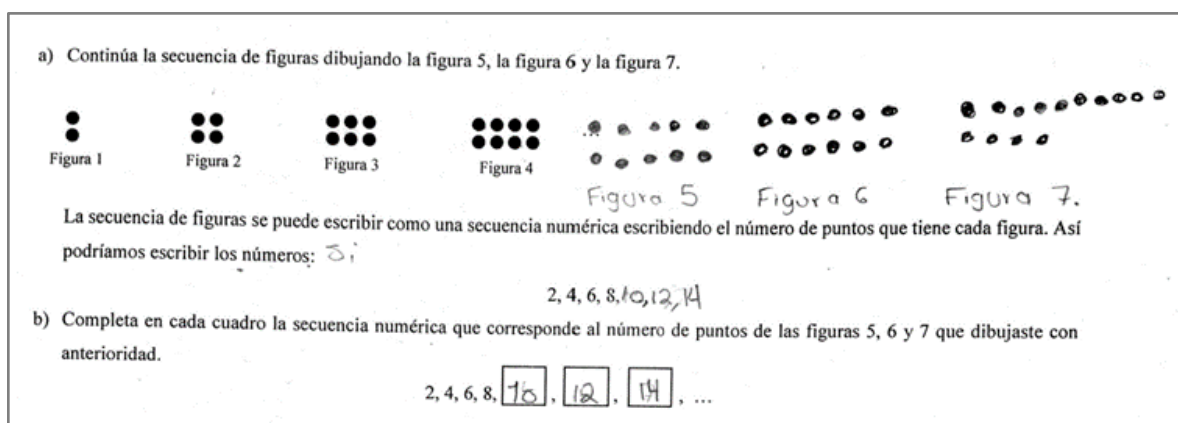 a) Continúa la secuencia de figuras dibujando la figura 5, la figura 6 y la figura 7.
Figura 1 Figura 2 Figura 3 Figura 4 Figura 5 Figura 6 Figura 7.
La secuencia de figuras se puede escribir como una secuencia numérica escribiendo el número de puntos que tiene cada figura. Así
podríamos escribir los números: Si
2, 4, 6, 8, 10, 12, 14
b) Completa en cada cuadro la secuencia numérica que corresponde al número de puntos de las figuras 5, 6 y 7 que dibujaste con
anterioridad.
2, 4, 6, 8, 10, 12, 14, ...